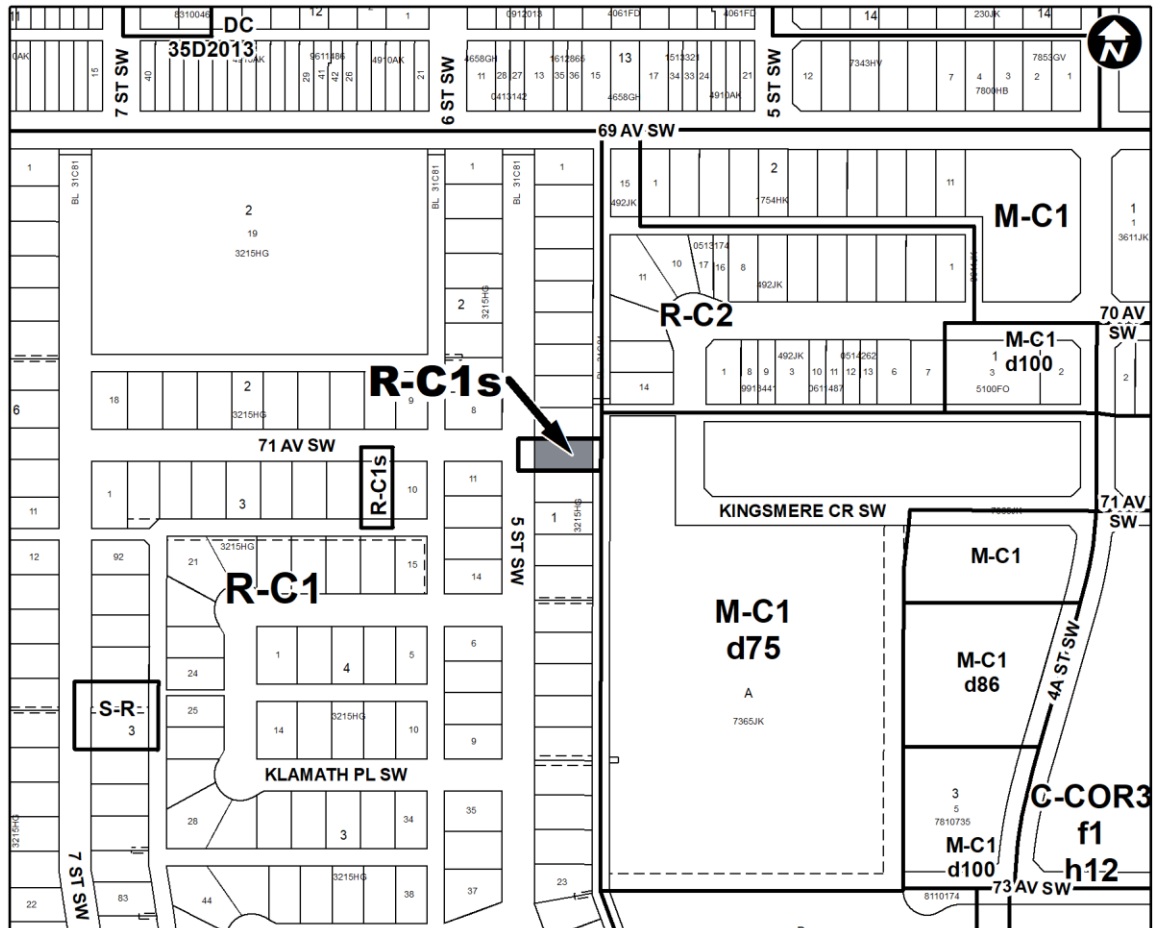 11
8310046
12
1
0912013
4061FD
4061FD
14
230JK
14
DC
35D2013
N
15
7 ST SW
40
29
41
42
26
9611486
4910AK
21
6 ST SW
4658GH
11
28
27
0413142
13
1612866
35
36
15
13
4658GH
17
1513321
34
33
24
4910AK
21
5 ST SW
12
7343HV
7
4
3
7800HB
7853GV
2
1
69 AV SW
1
BL 31C81
2
19
3215HG
BL 31C81
1
BL 31C81
1
15
492JK
1
2
1754HK
11
M-C1
1
1
3611JK
2
3215HG
11
10
0513174
17
16
8
492JK
1
R-C2
70 AV
SW
M-C1
d100
1
3
5100FO
2
2
14
1
8
9
9913441
492JK
3
10
11
0611487
0514262
12
13
6
7
R-C1s
6
18
2
3215HG
9
8
71 AV SW
R-C1s
11
1
3
10
11
1
3215HG
5 ST SW
KINGSMERE CR SW
71 AV
SW
12
92
21
3215HG
15
14
R-C1
M-C1
M-C1
d75
A
7365JK
M-C1
d86
4A ST SW
24
1
4
5
6
S-R
3
25
14
3215HG
10
9
KLAMATH PL SW
28
3
34
35
3215HG
7 ST SW
22
83
44
3215HG
38
37
23
3
5
7810735
M-C1
d100
C-COR3
f1
h12
73 AV SW
8110174